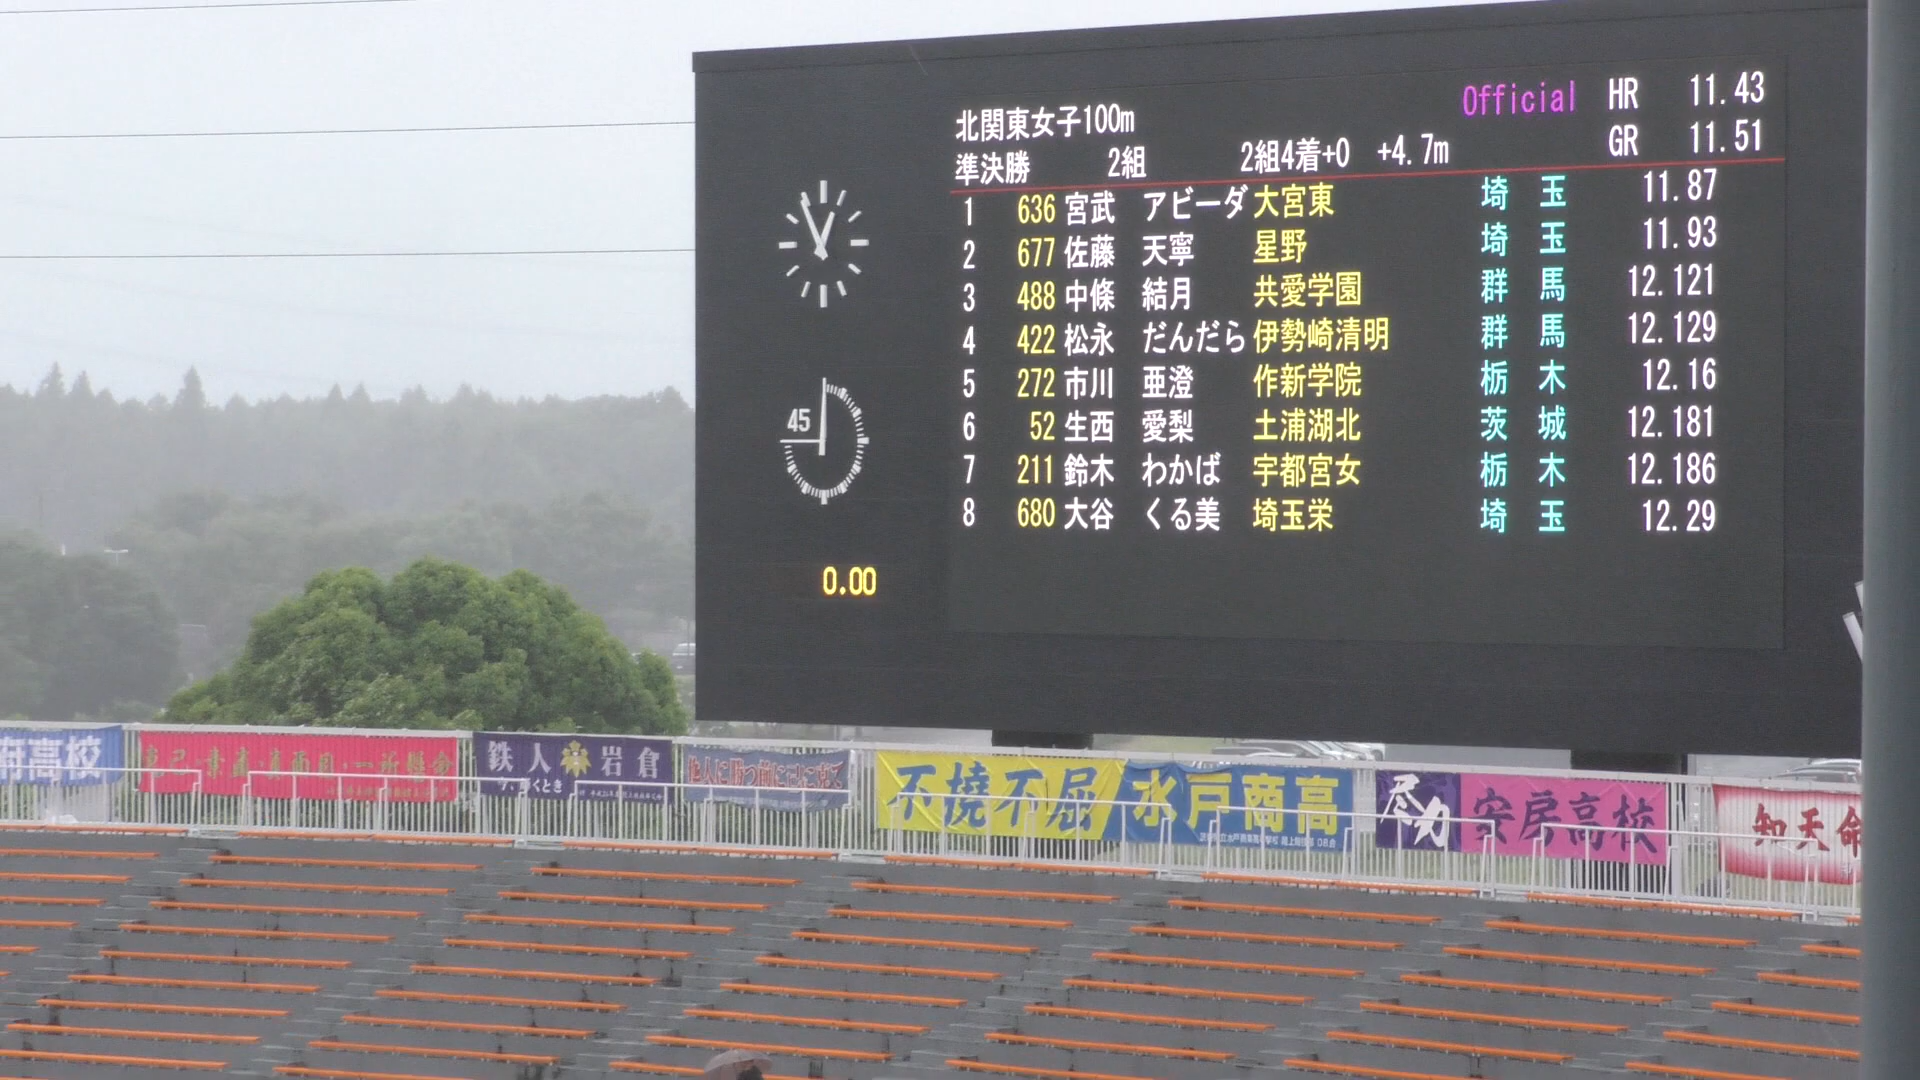 Official HR 11.43
北関東女子100m GR 11.51
準決勝 2組 2組4着+0 +4.7m
1 636 宮武 アビーダ 大宮東 埼玉 11.87
2 677 佐藤 天寧 星野 埼玉 11.93
3 488 中條 結月 共愛学園 群馬 12.121
4 422 松永 だんだら 伊勢崎清明 群馬 12.129
5 272 市川 亜澄 作新学院 栃木 12.16
6 52 生西 愛梨 土浦湖北 茨城 12.181
7 211 鈴木 わかば 宇都宮女 栃木 12.186
8 680 大谷 くる美 埼玉栄 埼玉 12.29
45
0.00
高校
鉄人 岩倉
不撓不屈
水戸商高
尽力
安房高校
知天命